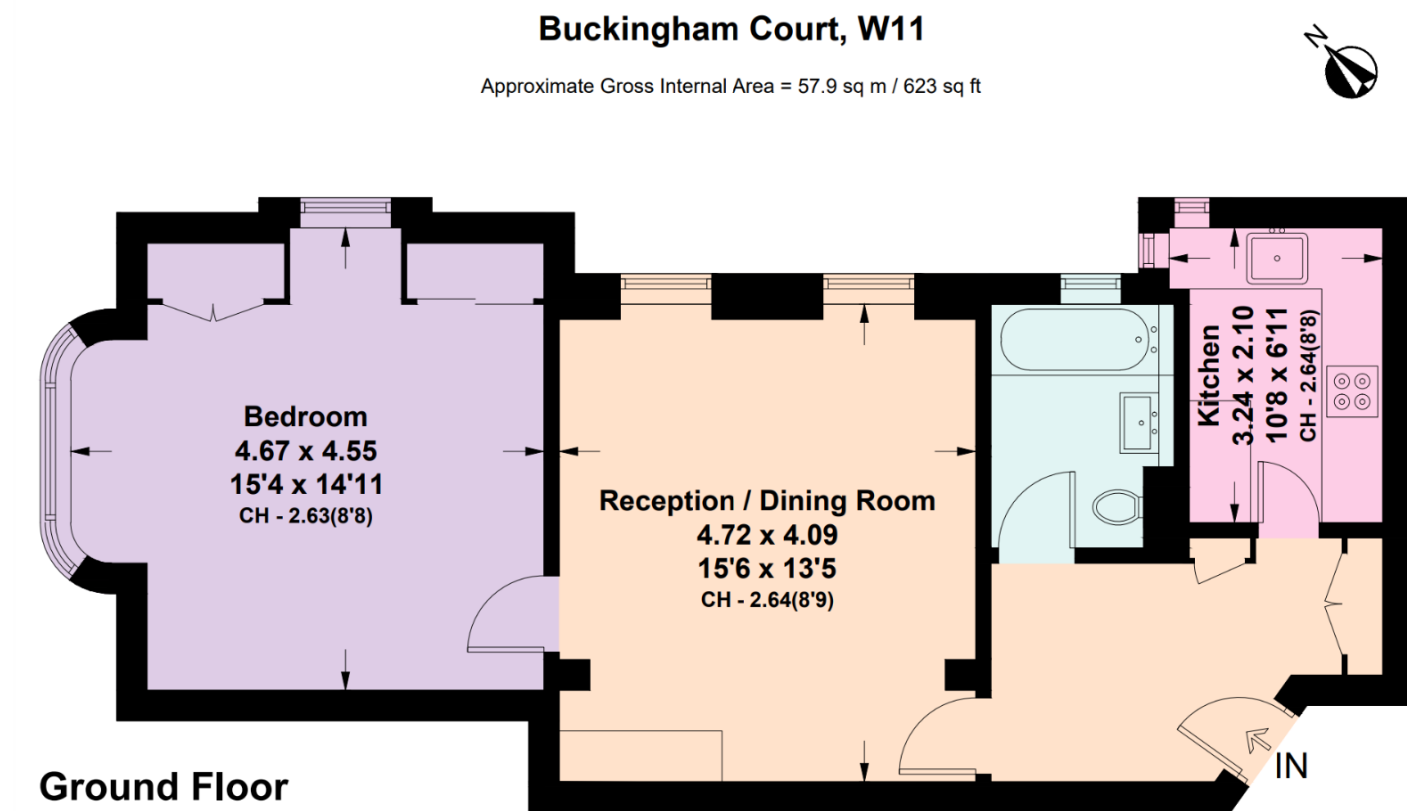 Buckingham Court, W11
N
Approximate Gross Internal Area = 57.9 sq m / 623 sq ft
Bedroom
4.67 x 4.55
15'4 x 14'11
CH - 2.63(8'8)
Reception / Dining Room
4.72 x 4.09
15'6 x 13'5
CH - 2.64(8'9)
Kitchen
3.24 x 2.10
10'8 x 6'11
CH - 2.64(8'8)
IN
Ground Floor